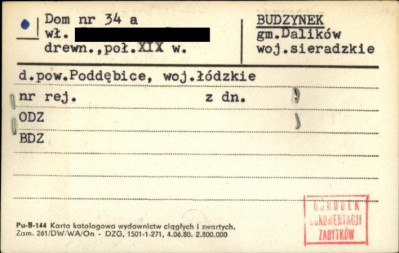 Dom nr 34 a
wł.
drewn.,poł.XIX w.
BUDZYNEK
gm.Dalików
woj.sieradzkie
d.pow.Poddębice, woj.łódzkie
nr rej. z dn.
ODZ
BDZ
Pu-B-144 Karta katalogowa wydawnictw ciągłych i zwartych.
Zam. 261/DW/WA/On - DZG, 1501-1-271, 4.06.80. 2.800.000
OŚRODEK
DOKUMENTACJI
ZABYTKÓW